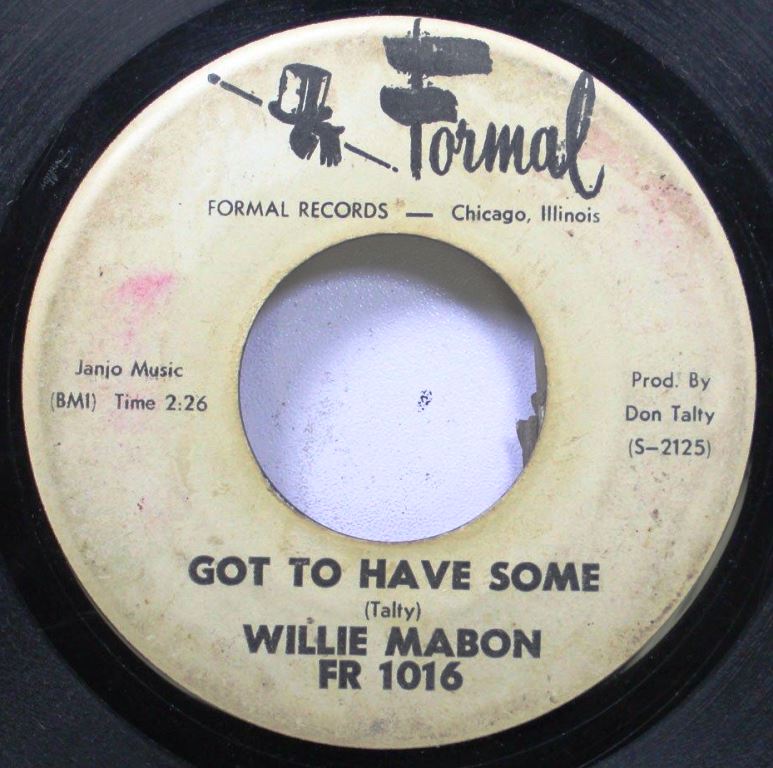 Formal
FORMAL RECORDS — Chicago, Illinois
Janjo Music
(BMI) Time 2:26
Prod. By
Don Talty
(S-2125)
GOT TO HAVE SOME
(Talty)
WILLIE MABON
FR 1016